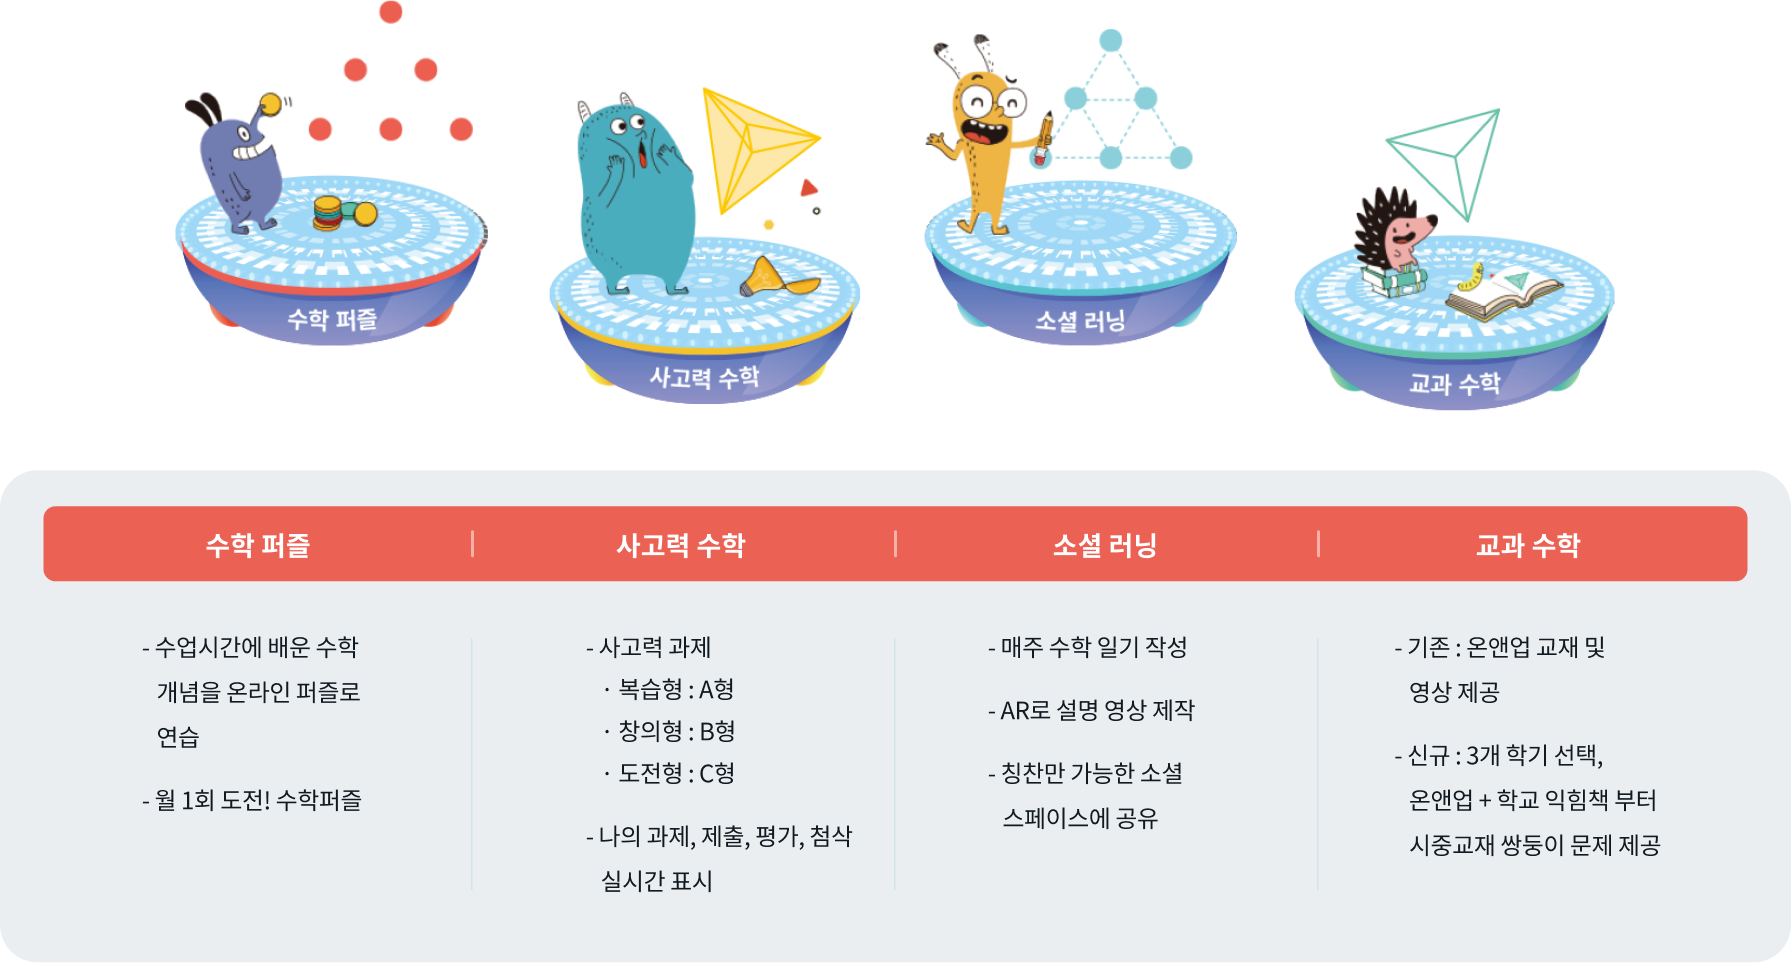 수학 퍼즐
사고력 수학
소셜 러닝
교과 수학
수학 퍼즐
사고력 수학
소셜 러닝
교과 수학
- 수업시간에 배운 수학
개념을 온라인 퍼즐로
연습
- 월 1회 도전! 수학퍼즐
- 사고력 과제
· 복습형 : A형
· 창의형 : B형
· 도전형 : C형
- 나의 과제, 제출, 평가, 첨삭
실시간 표시
- 매주 수학 일기 작성
- AR로 설명 영상 제작
- 칭찬만 가능한 소셜
스페이스에 공유
- 기존 : 온앤업 교재 및
영상 제공
- 신규 : 3개 학기 선택,
온앤업 + 학교 익힘책 부터
시중교재 쌍둥이 문제 제공